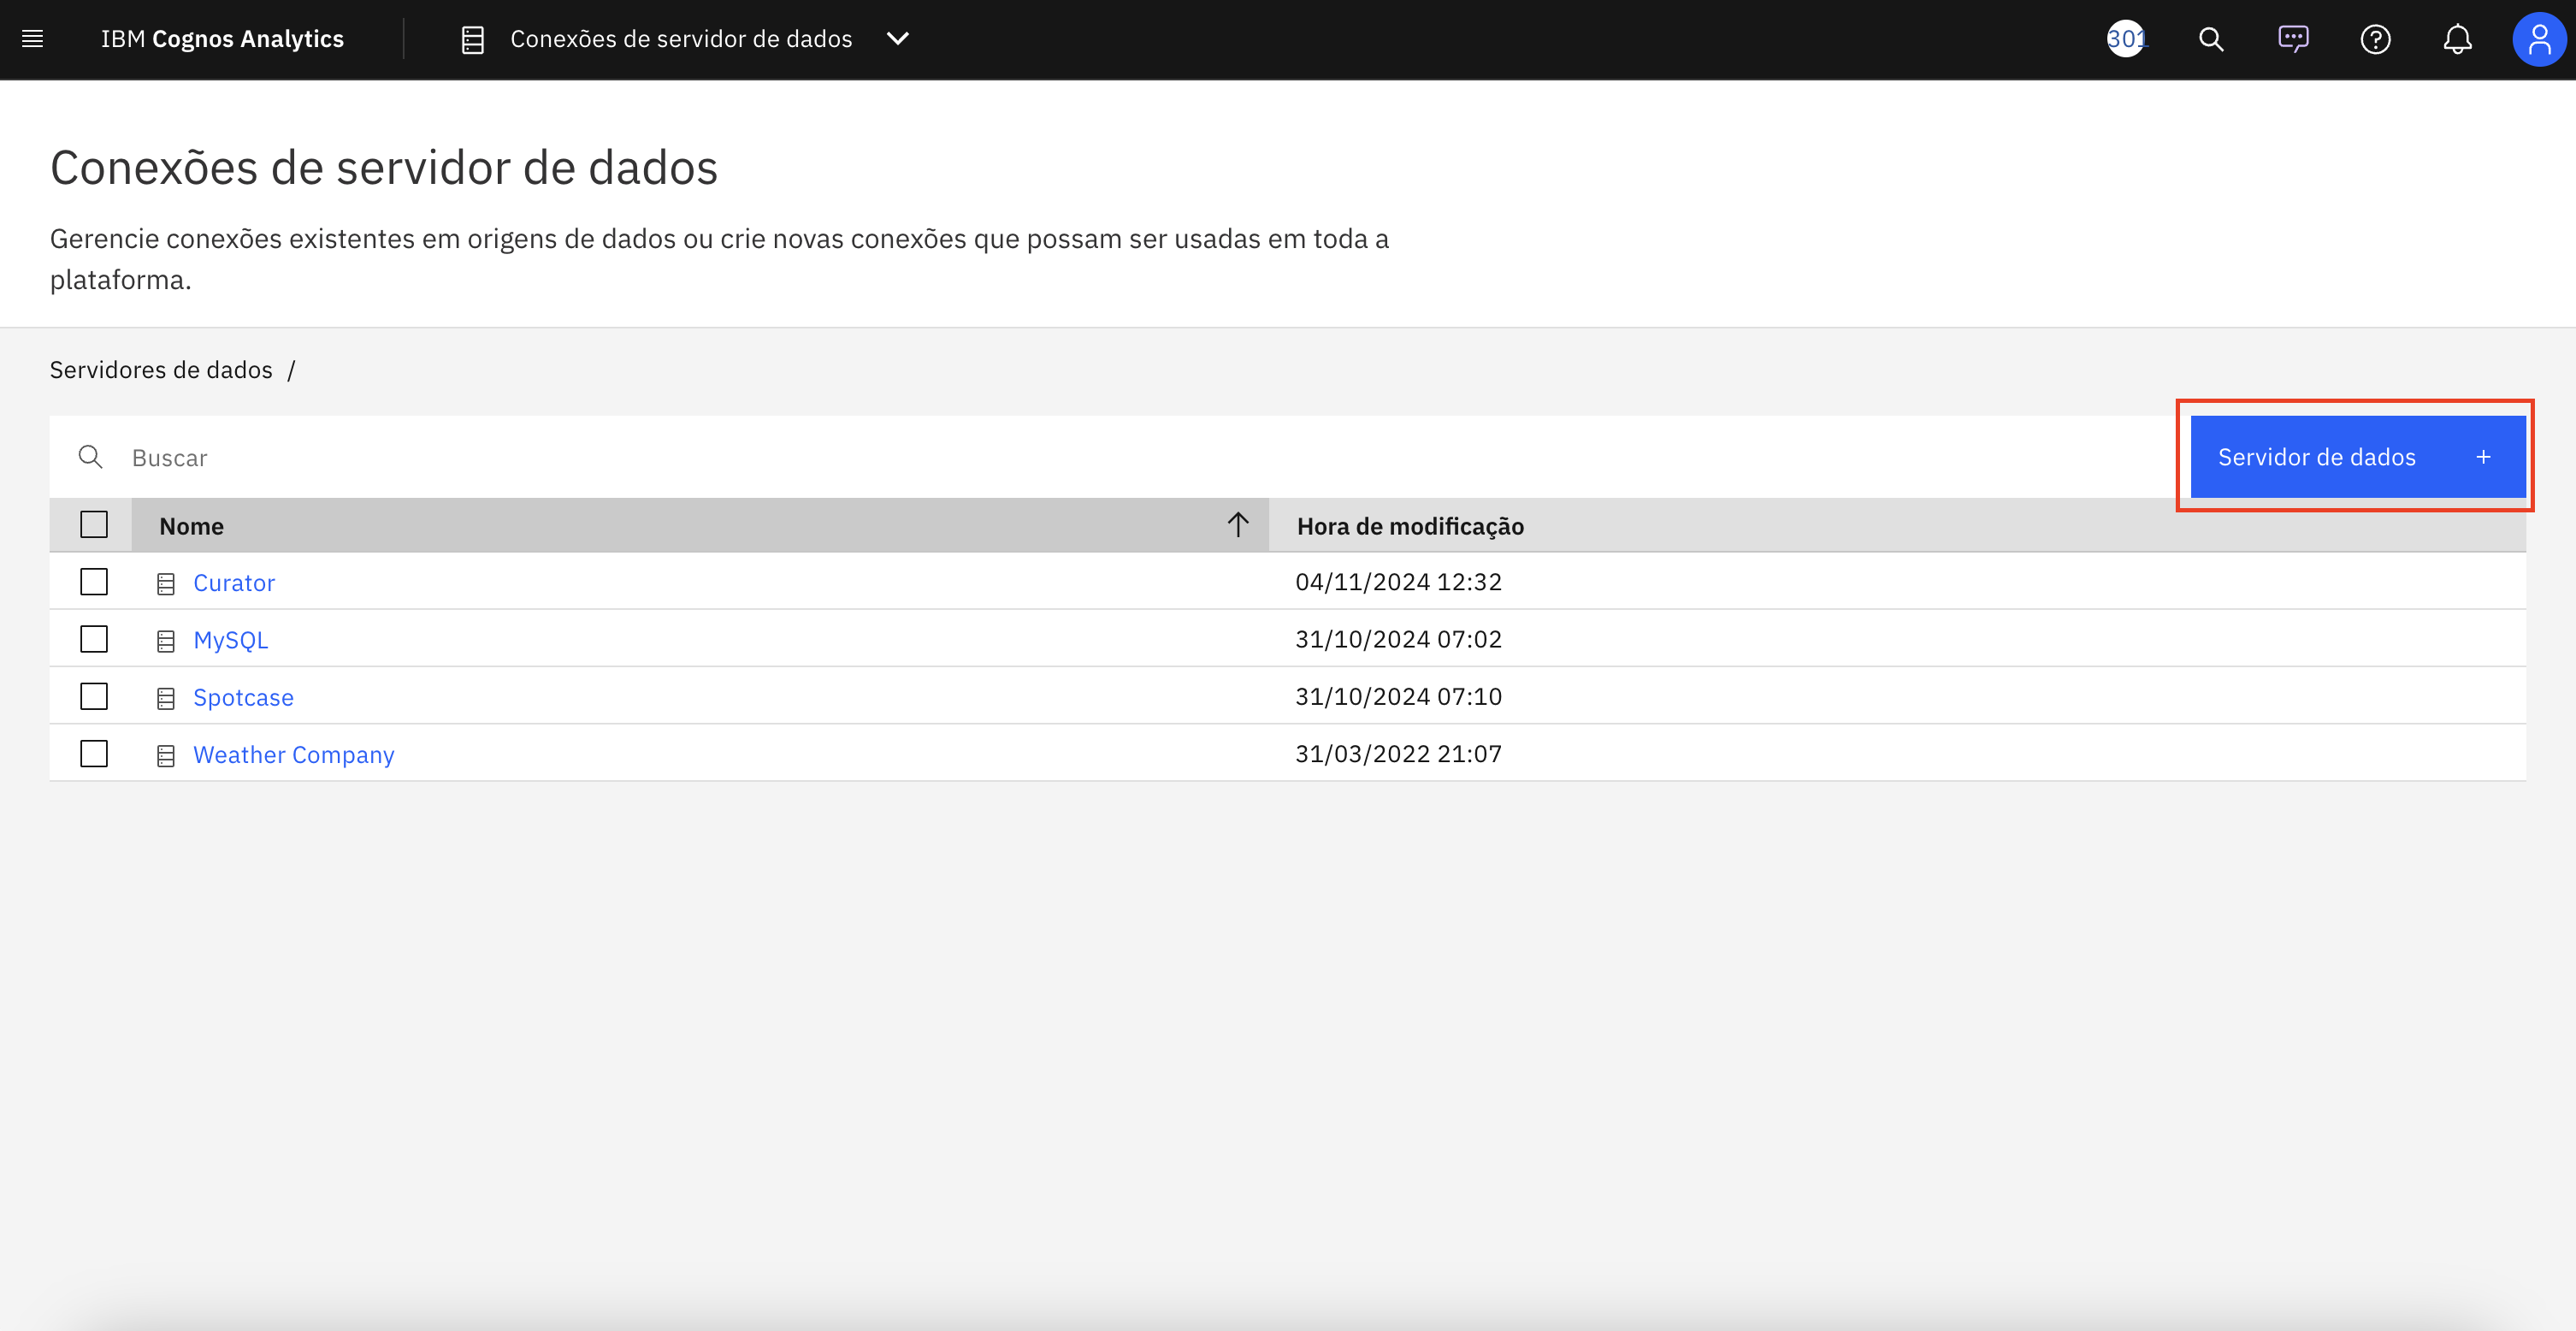 IBM Cognos Analytics
Conexões de servidor de dados
301
Conexões de servidor de dados
Gerencie conexões existentes em origens de dados ou crie novas conexões que possam ser usadas em toda a
plataforma.
Servidores de dados /
Buscar
Servidor de dados +
Nome
Hora de modificação
Curator
04/11/2024 12:32
MySQL
31/10/2024 07:02
Spotcase
31/10/2024 07:10
Weather Company
31/03/2022 21:07